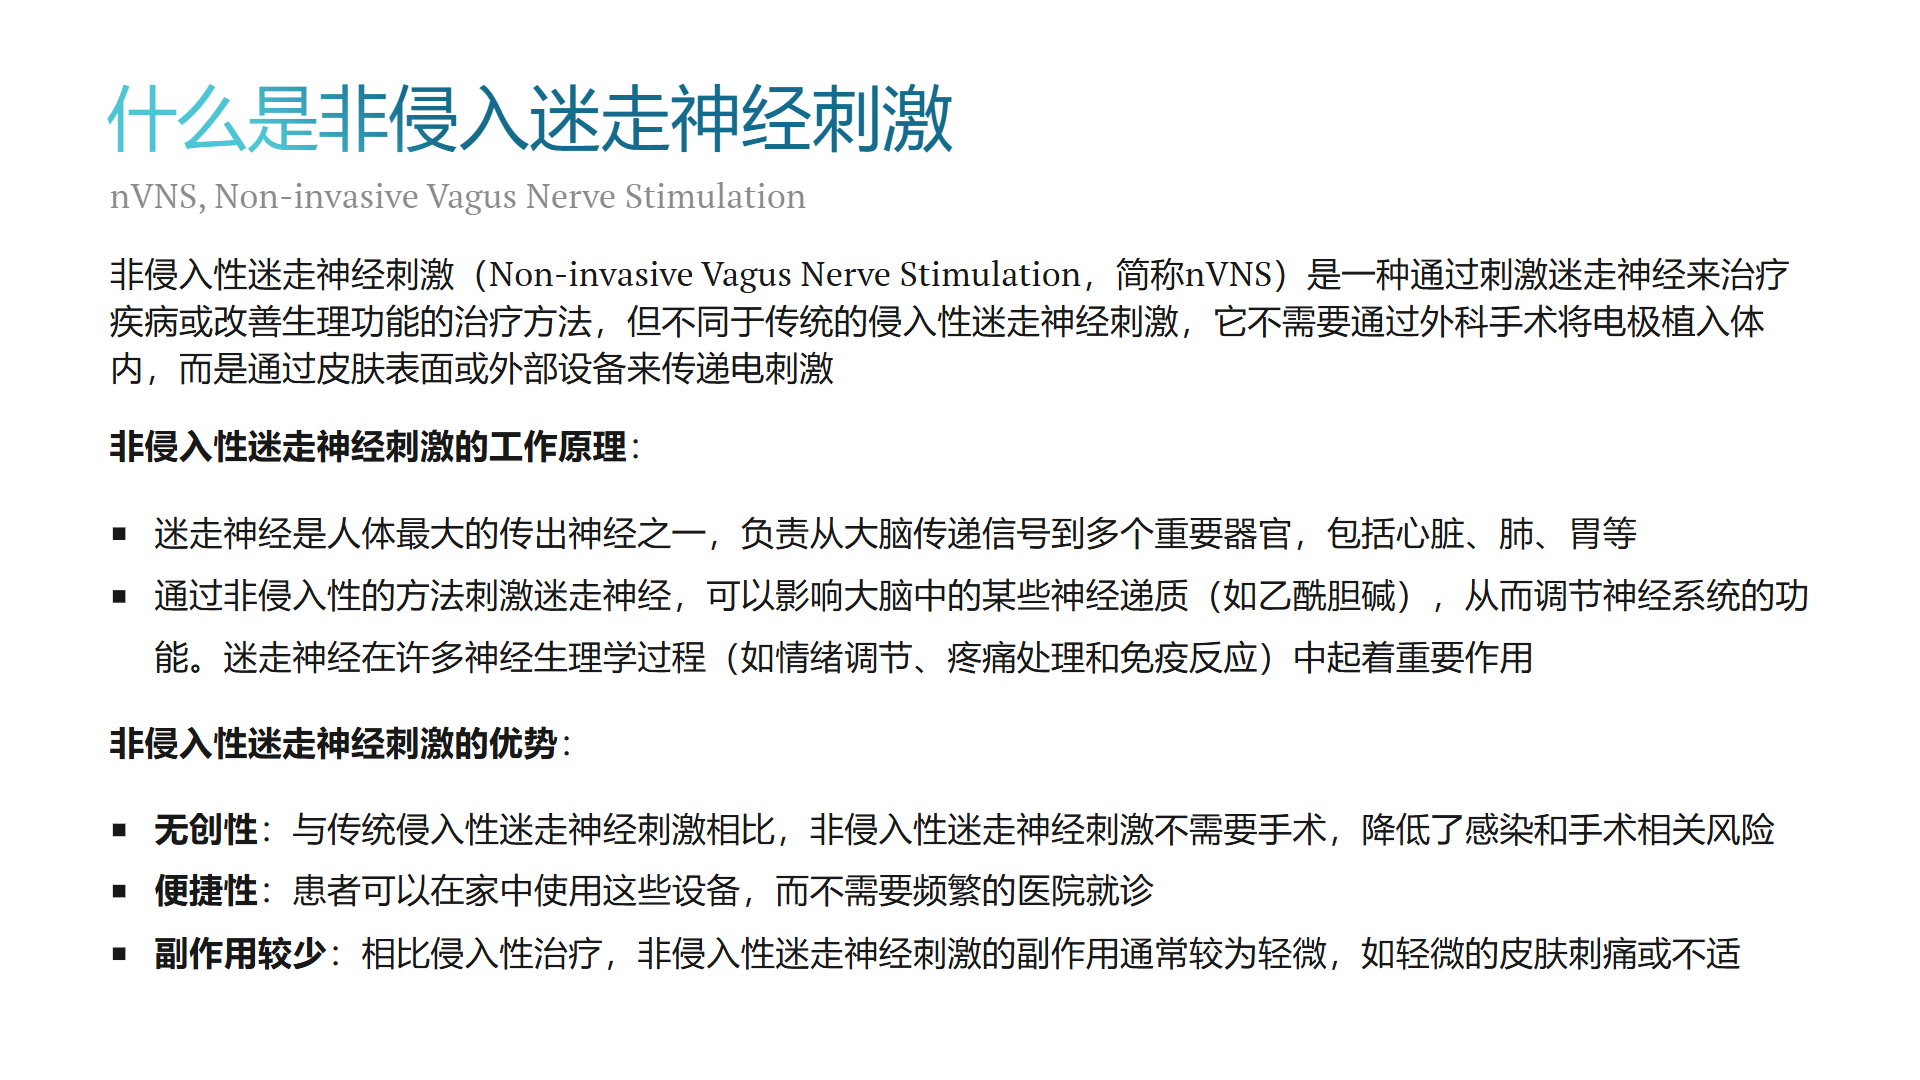 什么是非侵入迷走神经刺激
nVNS, Non-invasive Vagus Nerve Stimulation
非侵入性迷走神经刺激（Non-invasive Vagus Nerve Stimulation，简称nVNS）是一种通过刺激迷走神经来治疗
疾病或改善生理功能的治疗方法，但不同于传统的侵入性迷走神经刺激，它不需要通过外科手术将电极植入体
内，而是通过皮肤表面或外部设备来传递电刺激
非侵入性迷走神经刺激的工作原理：
▪ 迷走神经是人体最大的传出神经之一，负责从大脑传递信号到多个重要器官，包括心脏、肺、胃等
▪ 通过非侵入性的方法刺激迷走神经，可以影响大脑中的某些神经递质（如乙酰胆碱），从而调节神经系统的功
能。迷走神经在许多神经生理学过程（如情绪调节、疼痛处理和免疫反应）中起着重要作用
非侵入性迷走神经刺激的优势：
▪ 无创性：与传统侵入性迷走神经刺激相比，非侵入性迷走神经刺激不需要手术，降低了感染和手术相关风险
▪ 便捷性：患者可以在家中使用这些设备，而不需要频繁的医院就诊
▪ 副作用较少：相比侵入性治疗，非侵入性迷走神经刺激的副作用通常较为轻微，如轻微的皮肤刺痛或不适